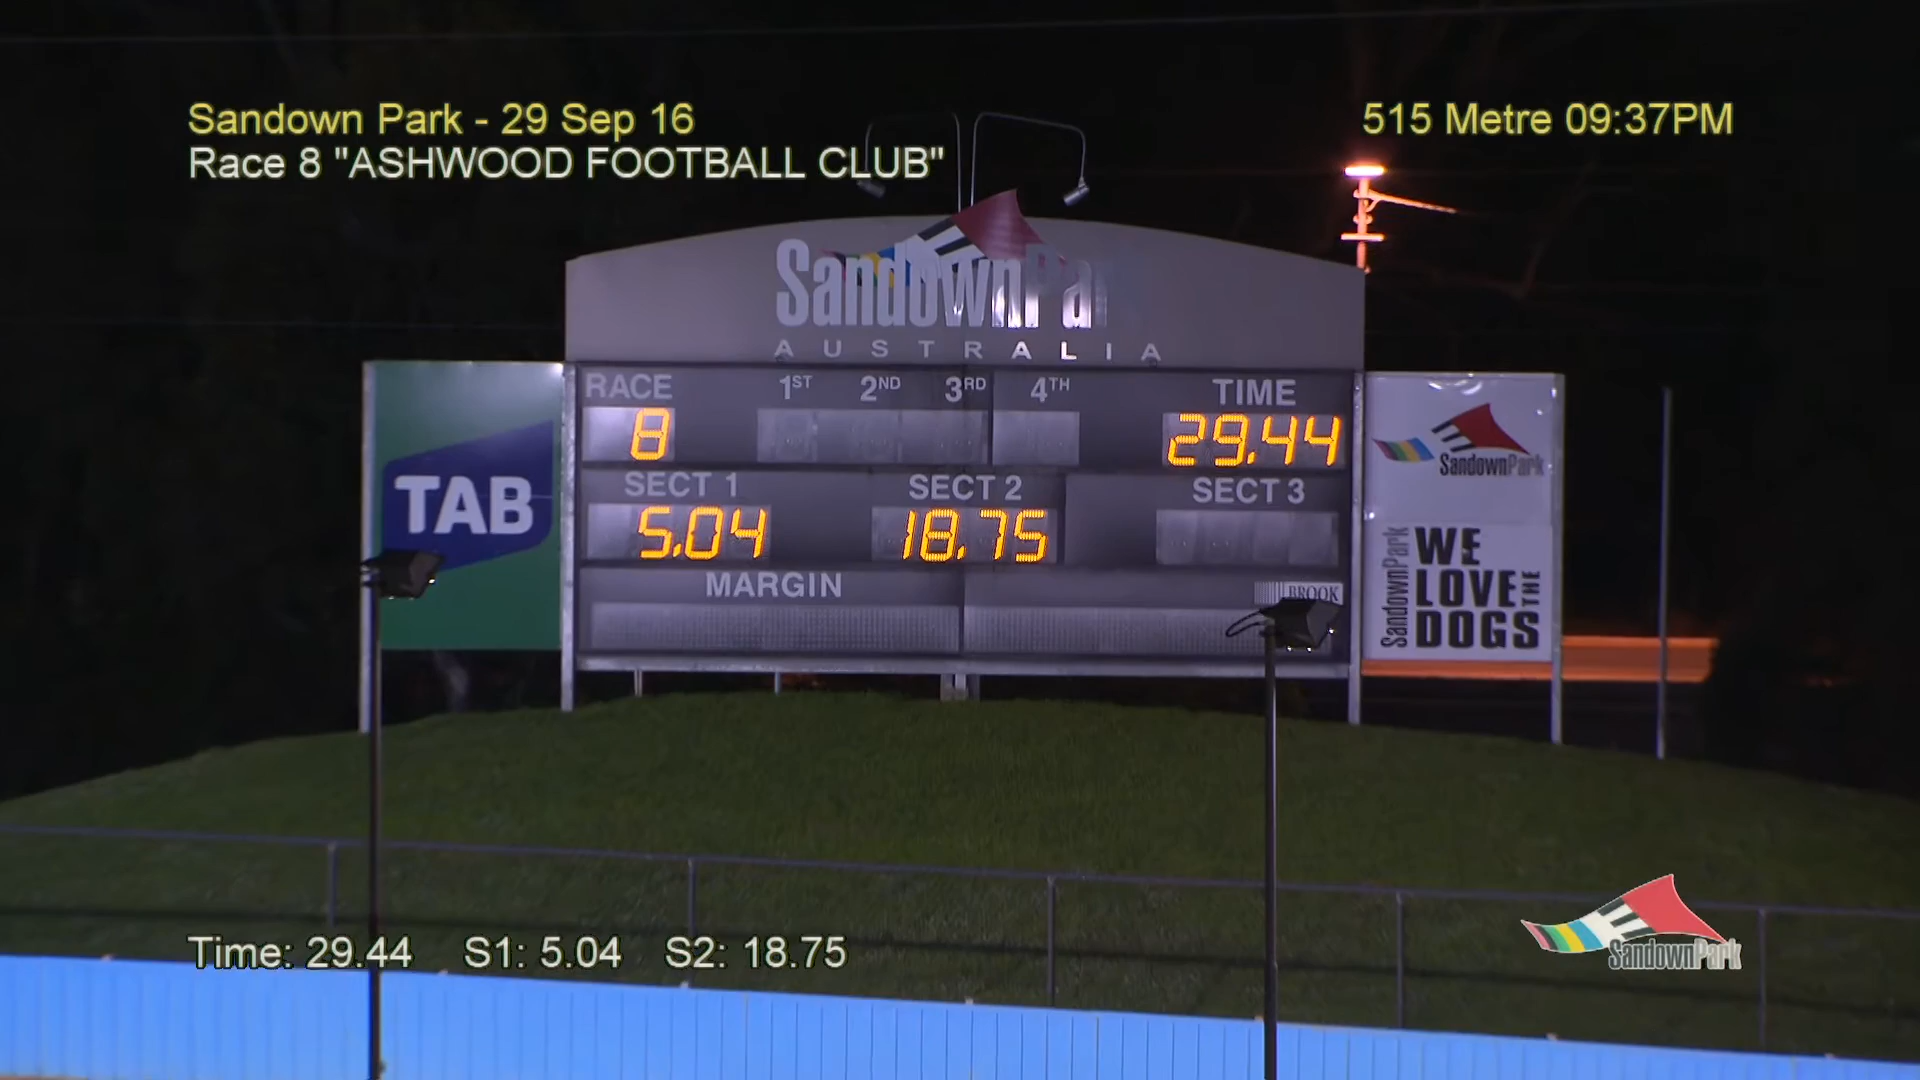 Sandown Park - 29 Sep 16
515 Metre 09:37PM
Race 8 "ASHWOOD FOOTBALL CLUB"
SandownPa
AUSTRALIA
RACE 1ST 2ND 3RD 4TH TIME
8 29.44
SECT 1 SECT 2 SECT 3
5.04 18.75
MARGIN
BROOK
TAB
SandownPark
SandownPark
WE
LOVE THE
DOGS
Time: 29.44 S1: 5.04 S2: 18.75
SandownPark